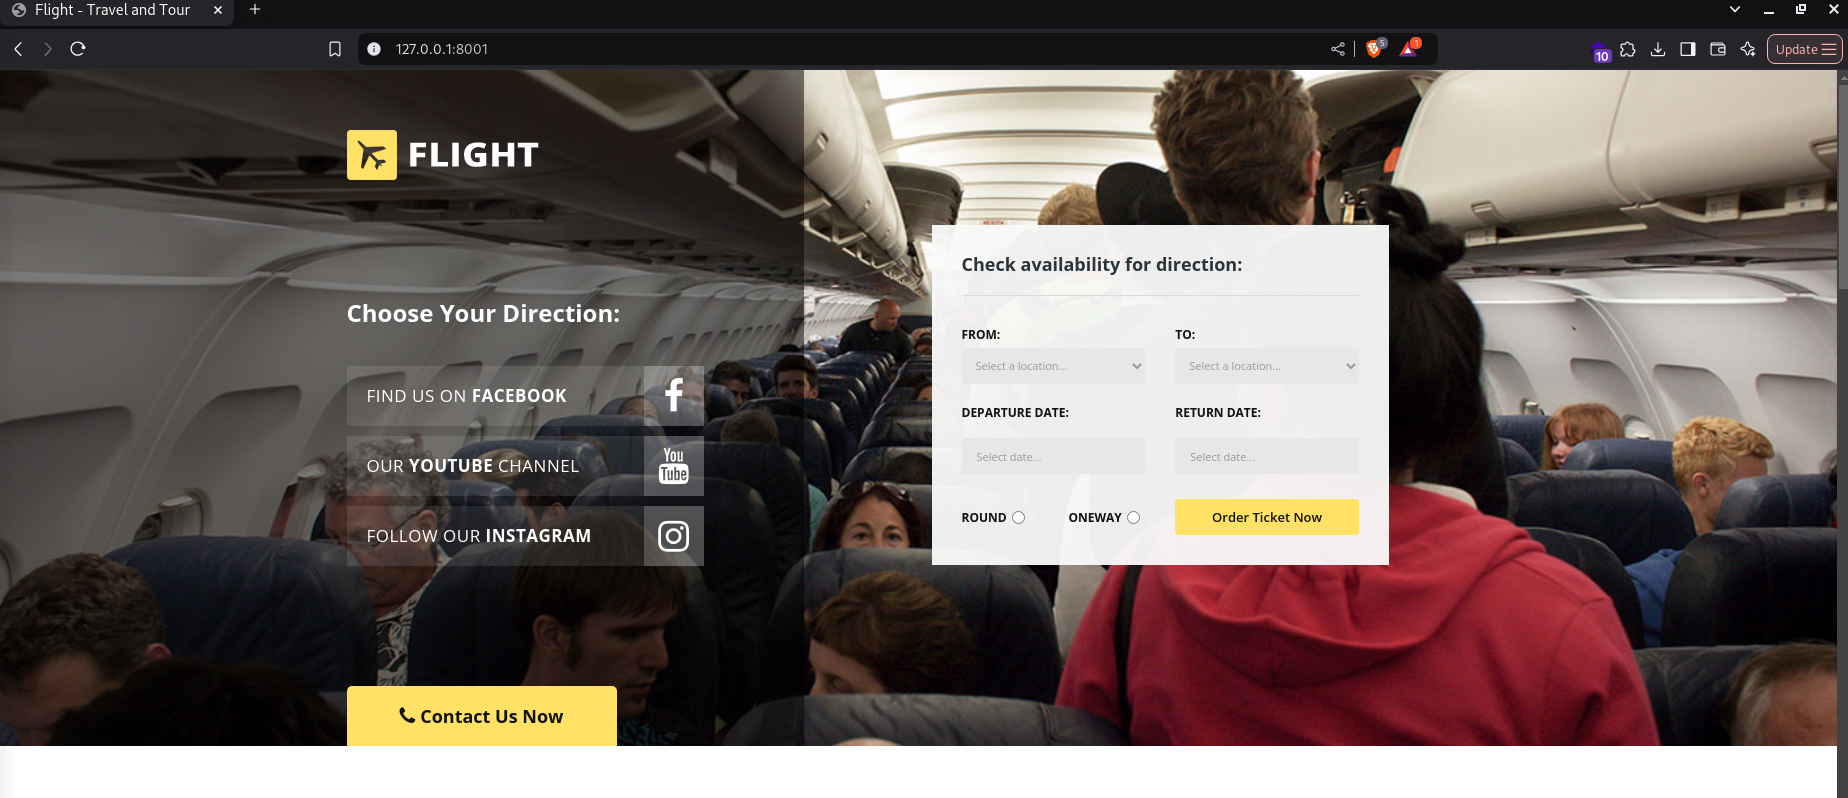 Flight - Travel and Tour
127.0.0.1:8001
5
1
10
Update
FLIGHT
Choose Your Direction:
FIND US ON FACEBOOK
OUR YOUTUBE CHANNEL
You
Tube
FOLLOW OUR INSTAGRAM
Contact Us Now
Check availability for direction:
FROM:
TO:
Select a location...
Select a location...
DEPARTURE DATE:
RETURN DATE:
Select date...
Select date...
ROUND
ONEWAY
Order Ticket Now